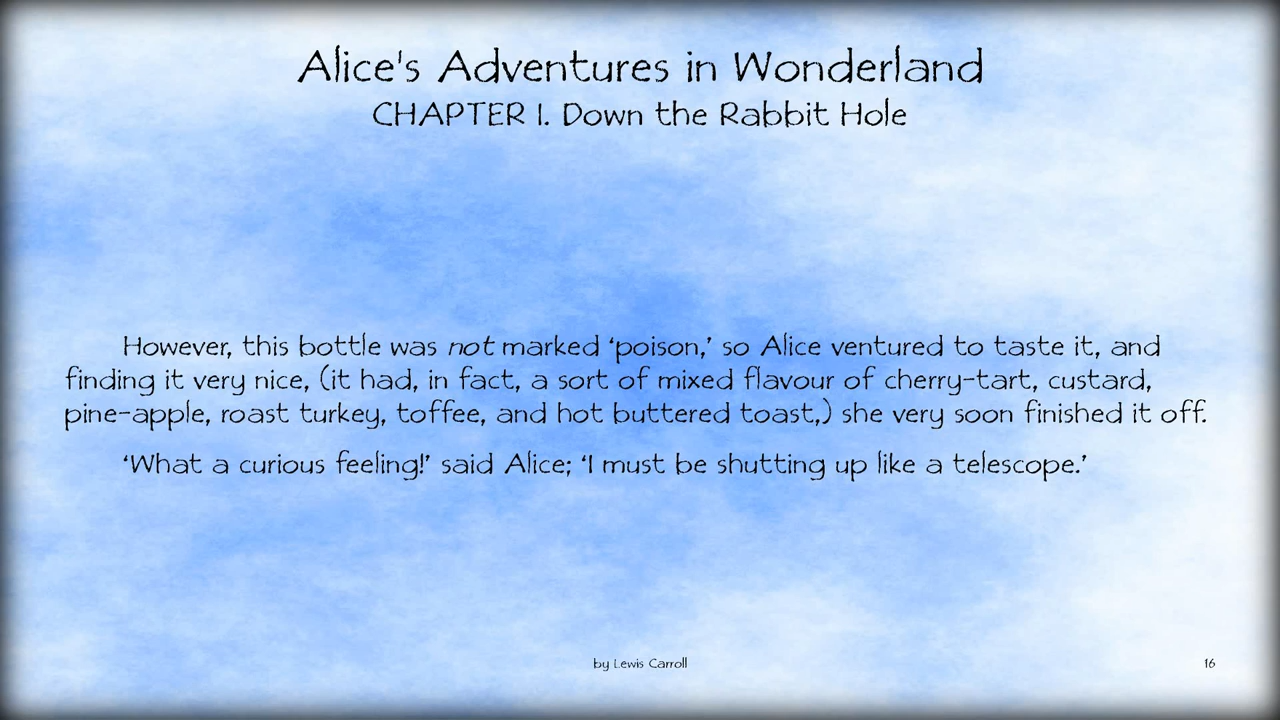 Alice's Adventures in Wonderland
CHAPTER I. Down the Rabbit Hole
However, this bottle was not marked ‘poison,’ so Alice ventured to taste it, and
finding it very nice, (it had, in fact, a sort of mixed flavour of cherry-tart, custard,
pine-apple, roast turkey, toffee, and hot buttered toast,) she very soon finished it off.
‘What a curious feeling!’ said Alice; ‘I must be shutting up like a telescope.’
by Lewis Carroll
16